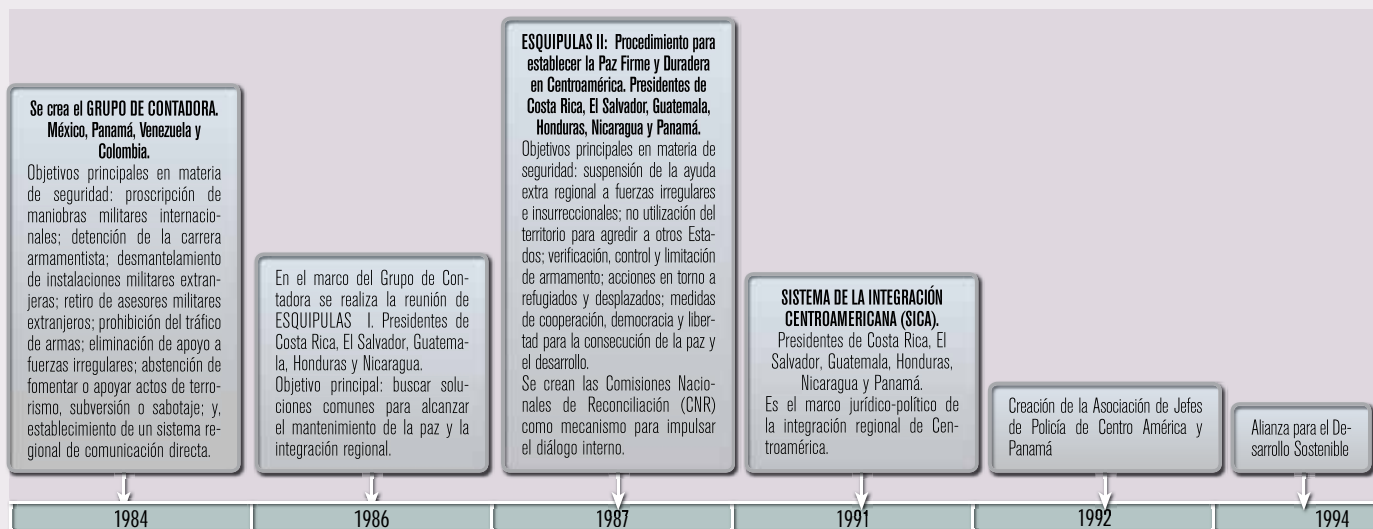 Se crea el GRUPO DE CONTADORA.
México, Panamá, Venezuela y
Colombia.
Objetivos principales en materia
de seguridad: proscripción de
maniobras militares internacio-
nales; detención de la carrera
armamentista; desmantelamiento
de instalaciones militares extran-
jeras; retiro de asesores militares
extranjeros; prohibición del tráfico
de armas; eliminación de apoyo a
fuerzas irregulares; abstención de
fomentar o apoyar actos de terro-
rismo, subversión o sabotaje; y,
establecimiento de un sistema re-
gional de comunicación directa.
1984
En el marco del Grupo de Con-
tadora se realiza la reunión de
ESQUIPULAS I. Presidentes de
Costa Rica, El Salvador, Guatema-
la, Honduras y Nicaragua.
Objetivo principal: buscar solu-
ciones comunes para alcanzar
el mantenimiento de la paz y la
integración regional.
1986
ESQUIPULAS II: Procedimiento para
establecer la Paz Firme y Duradera
en Centroamérica. Presidentes de
Costa Rica, El Salvador, Guatemala,
Honduras, Nicaragua y Panamá.
Objetivos principales en materia de
seguridad: suspensión de la ayuda
extra regional a fuerzas irregulares
e insurreccionales; no utilización del
territorio para agredir a otros Esta-
dos; verificación, control y limitación
de armamento; acciones en torno a
refugiados y desplazados; medidas
de cooperación, democracia y liber-
tad para la consecución de la paz y
el desarrollo.
Se crean las Comisiones Nacio-
nales de Reconciliación (CNR)
como mecanismo para impulsar
el diálogo interno.
1987
SISTEMA DE LA INTEGRACIÓN
CENTROAMERICANA (SICA).
Presidentes de Costa Rica, El
Salvador, Guatemala, Honduras,
Nicaragua y Panamá.
Es el marco jurídico-político de
la integración regional de Cen-
troamérica.
1991
Creación de la Asociación de Jefes
de Policía de Centro América y
Panamá
1992
Alianza para el De-
sarrollo Sostenible
1994